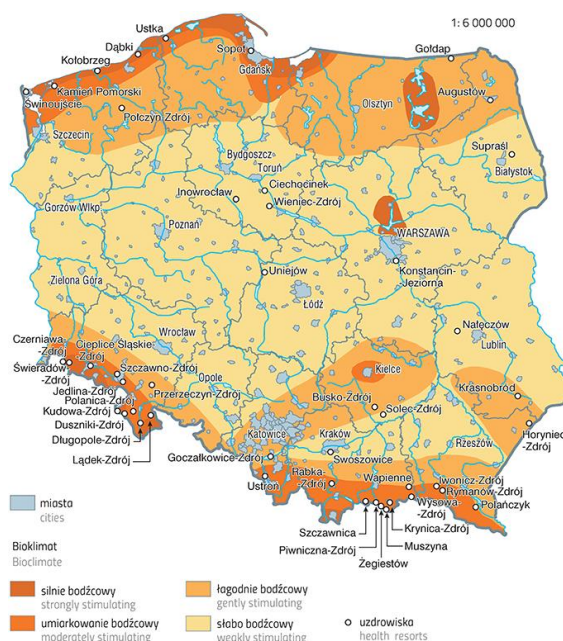 1: 6 000 000
Ustka
Dąbki
Kołobrzeg
Sopot
Gdańsk
Gołdap
Kamień Pomorski
Świnoujście
Połczyn-Zdrój
Olsztyn
Augustów
Szczecin
Supraśl
Białystok
Bydgoszcz
Toruń
Ciechocinek
Inowrocław
Wieniec-Zdrój
Gorzów Wlkp.
Poznań
WARSZAWA
Konstancin-
-Jeziorna
Uniejów
Zielona Góra
Łódź
Nałęczów
Lublin
Wrocław
Czerniawa-
-Zdrój
Cieplice Śląskie-
-Zdrój
Świeradów-
-Zdrój
Szczawno-Zdrój
Jedlina-Zdrój
Opole
Kielce
Polanica-Zdrój
Przerzeczyn-Zdrój
Krasnobród
Kudowa-Zdrój
Busko-Zdrój
Solec-Zdrój
Duszniki-Zdrój
Długopole-Zdrój
Lądek-Zdrój
Katowice
Kraków
Rzeszów
Horyniec
-Zdrój
Goczałkowice-Zdrój
Swoszowice
Ustroń
Rabka-
-Zdrój
Wapienne
Iwonicz-Zdrój
Rymanów-Zdrój
Wysowa-
-Zdrój
Polańczyk
Szczawnica
Krynica-Zdrój
Piwniczna-Zdrój
Muszyna
Żegiestów
miasta
cities
Bioklimat
Bioclimate
silnie bodźcowy
strongly stimulating
łagodnie bodźcowy
gently stimulating
umiarkowanie bodźcowy
moderately stimulating
słabo bodźcowy
weakly stimulating
uzdrowiska
health resorts